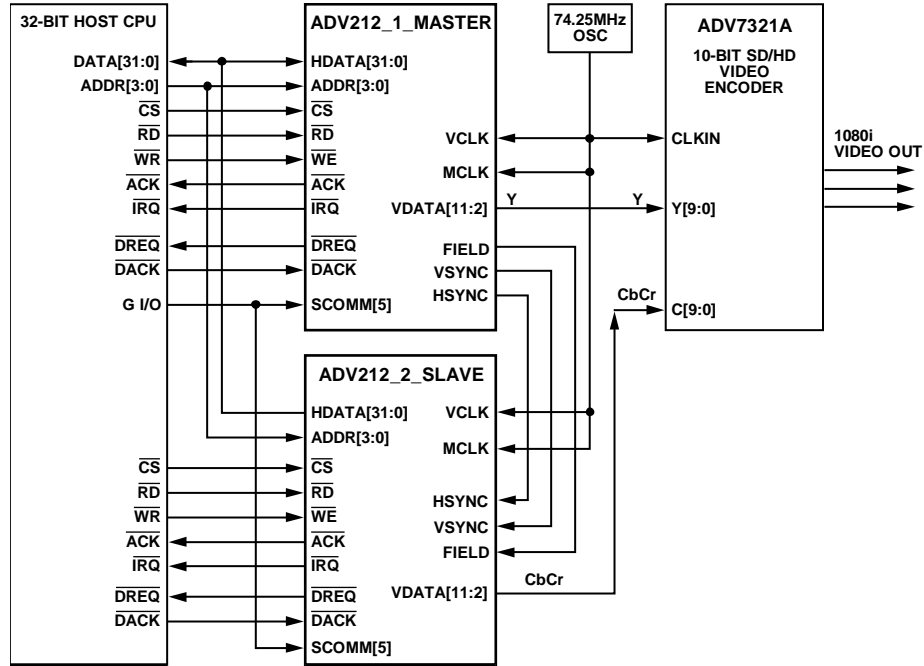 32-BIT HOST CPU
DATA[31:0]
ADDR[3:0]
CS
RD
WR
ACK
IRQ
DREQ
DACK
G I/O
CS
RD
WR
ACK
IRQ
DREQ
DACK
ADV212_1_MASTER
HDATA[31:0]
ADDR[3:0]
CS
RD
WE
ACK
IRQ
DREQ
DACK
SCOMM[5]
VCLK
MCLK
VDATA[11:2]
FIELD
VSYNC
HSYNC
ADV212_2_SLAVE
HDATA[31:0]
ADDR[3:0]
CS
RD
WE
ACK
IRQ
DREQ
DACK
SCOMM[5]
VCLK
MCLK
HSYNC
VSYNC
FIELD
VDATA[11:2]
74.25MHz
OSC
Y
Y
CbCr
CbCr
ADV7321A
10-BIT SD/HD
VIDEO
ENCODER
CLKIN
Y[9:0]
C[9:0]
1080i
VIDEO OUT